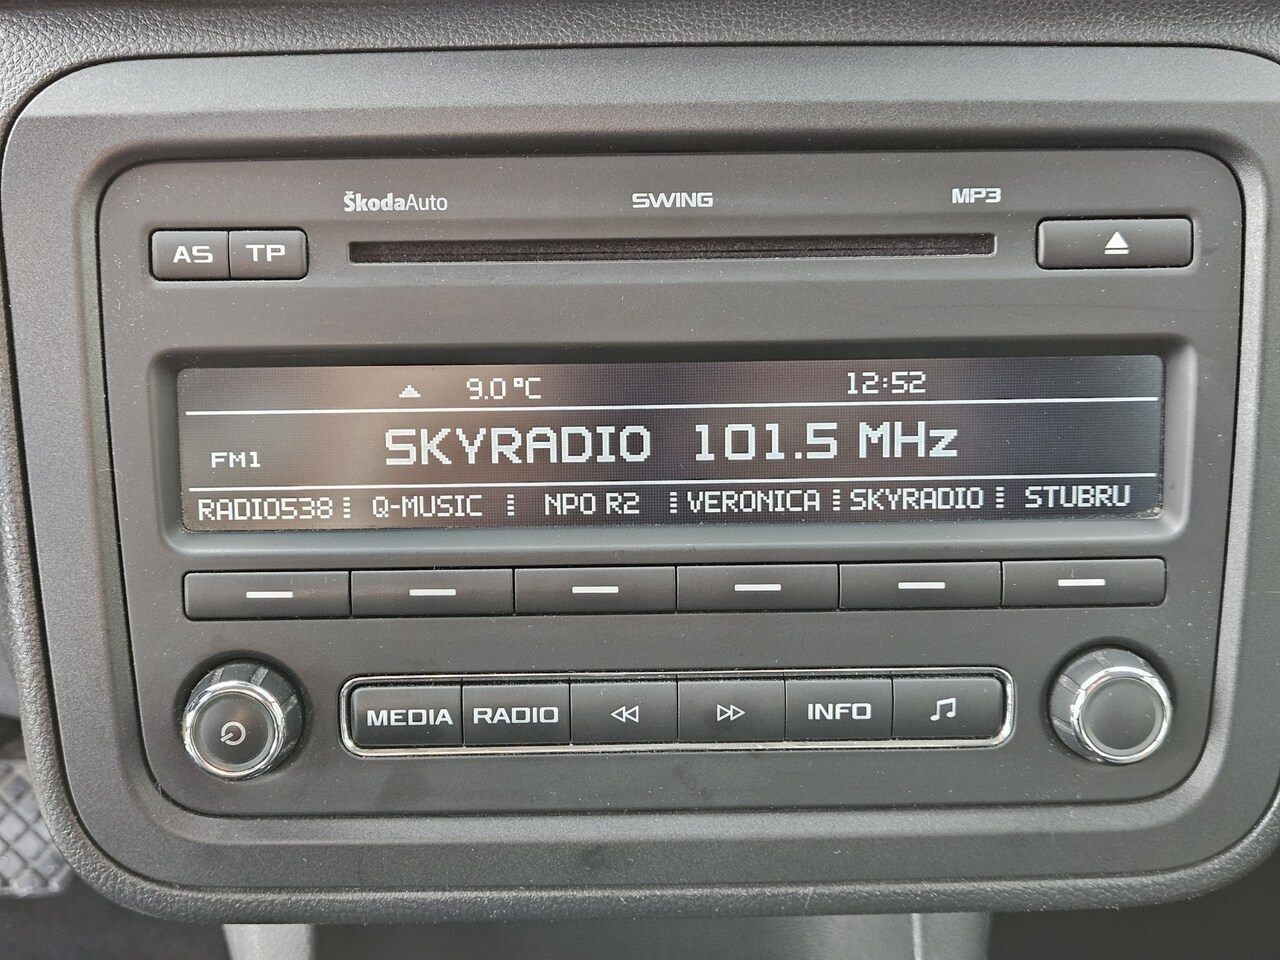 ŠkodaAuto SWING MP3
AS TP
9.0 °C 12:52
FM1 SKYRADIO 101.5 MHz
RADIO538 Q-MUSIC NPO R2 VERONICA SKYRADIO STUBRU
MEDIA RADIO INFO